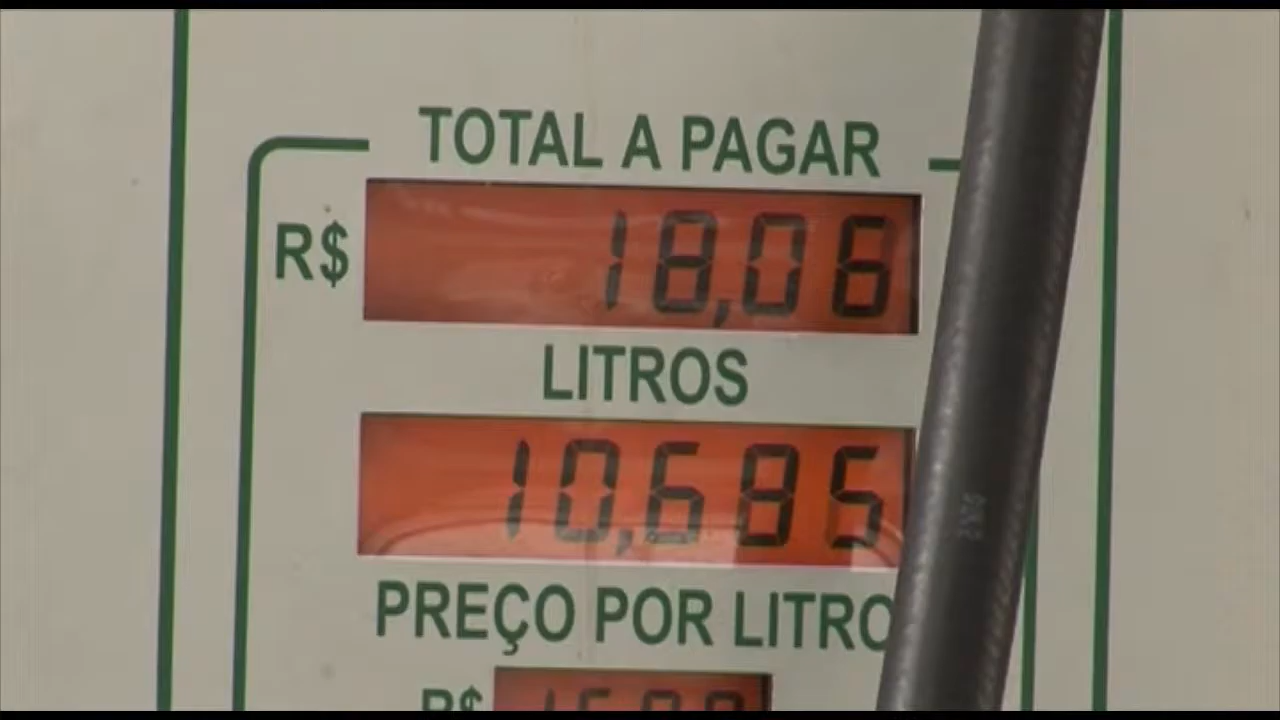 TOTAL A PAGAR
R$ 18,06
LITROS
10,685
PREÇO POR LITRO
R$